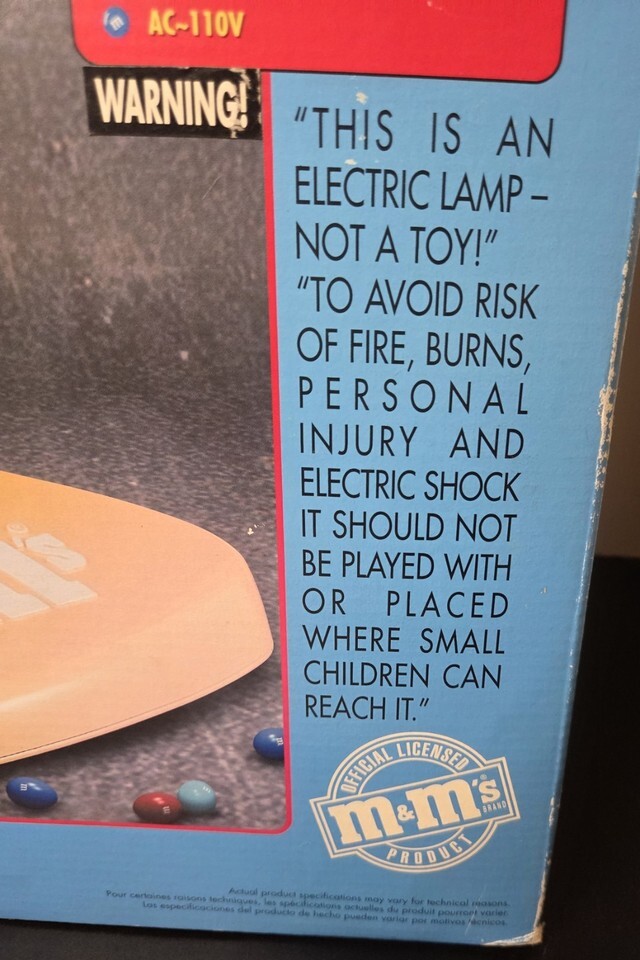 AC~110V
WARNING!
"THIS IS AN
ELECTRIC LAMP –
NOT A TOY!"
"TO AVOID RISK
OF FIRE, BURNS,
PERSONAL
INJURY AND
ELECTRIC SHOCK
IT SHOULD NOT
BE PLAYED WITH
OR PLACED
WHERE SMALL
CHILDREN CAN
REACH IT."
m's
OFFICIAL LICENSED
m&m's®
BRAND
PRODUCT
Actual product specifications may vary for technical reasons.
Pour certaines raisons techniques, les spécifications actuelles du produit pourront varier.
Las especificaciones del producto de hecho pueden variar por motivos técnicos.